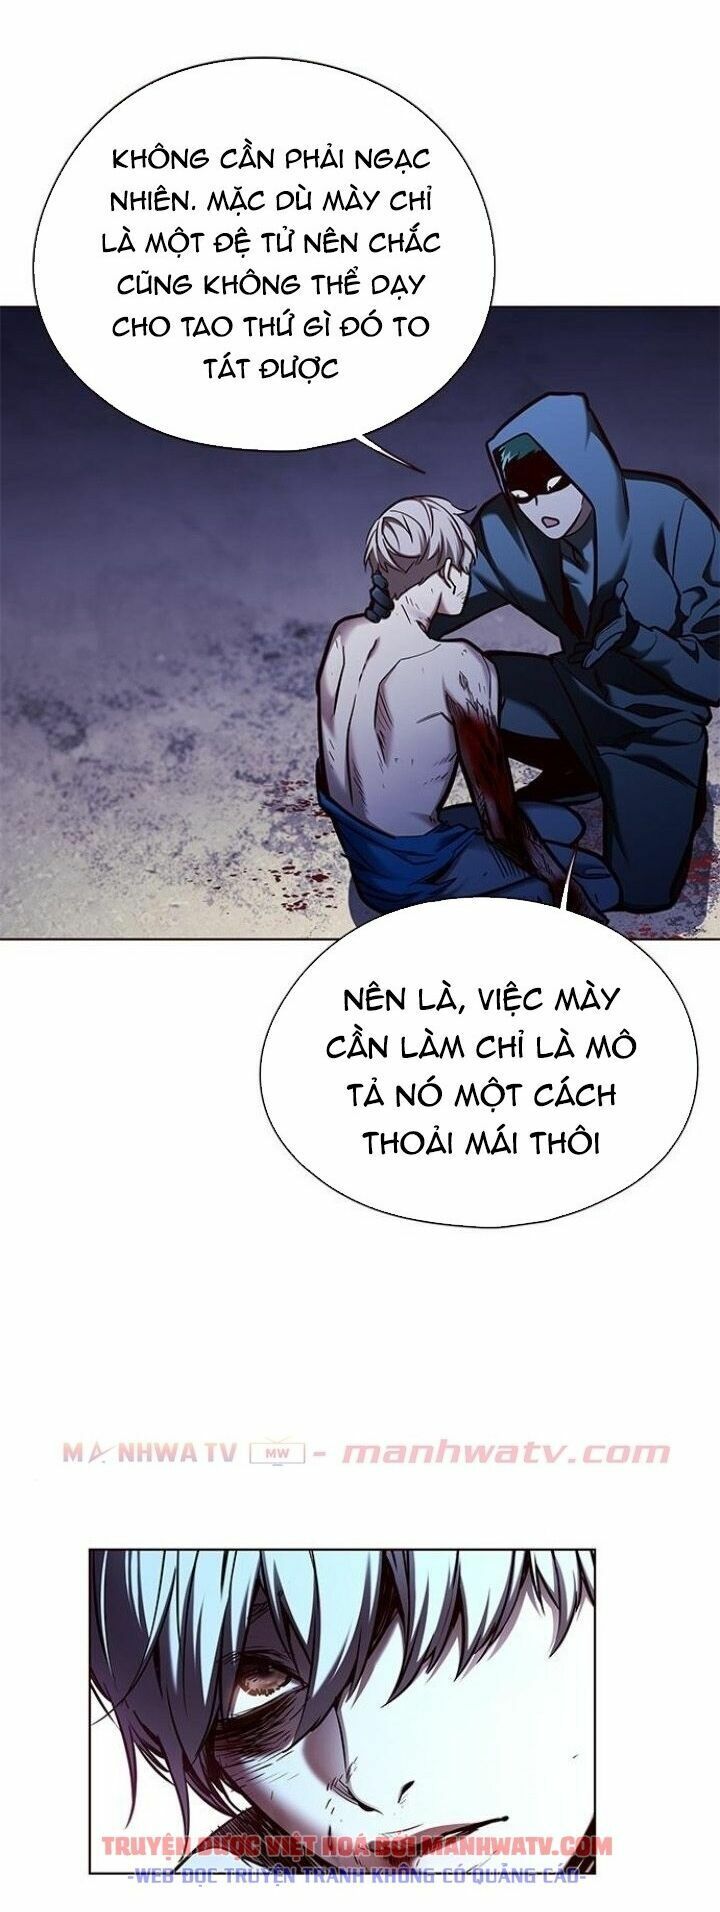 KHÔNG CẦN PHẢI NGẠC
NHIÊN. MẶC DÙ MÀY CHỈ
LÀ MỘT ĐỆ TỬ NÊN CHẮC
CŨNG KHÔNG THỂ DẠY
CHO TAO THỨ GÌ ĐÓ TO
TÁT ĐƯỢC
NÊN LÀ, VIỆC MÀY
CẦN LÀM CHỈ LÀ MÔ
TẢ NÓ MỘT CÁCH
THOẢI MÁI THÔI
MANHWA TV MW - manhwatv.com
TRUYỆN ĐƯỢC VIỆT HOÁ BỞI MANHWATV.COM
-WEB ĐỌC TRUYỆN TRANH KHÔNG CÓ QUẢNG CÁO-